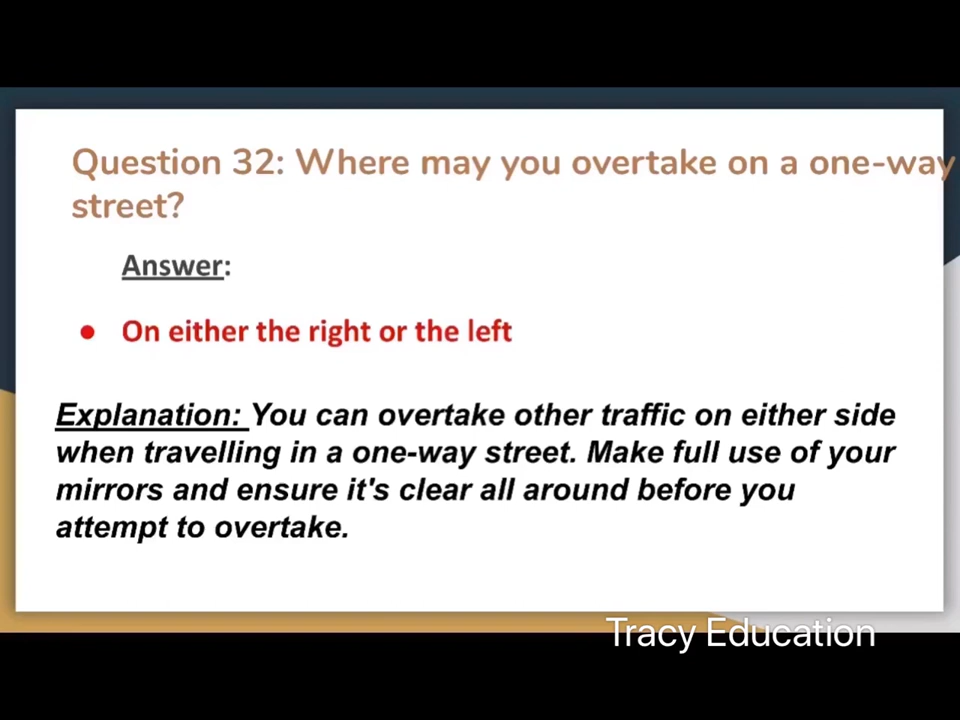 Question 32: Where may you overtake on a one-way
street?
Answer:
● On either the right or the left
Explanation: You can overtake other traffic on either side
when travelling in a one-way street. Make full use of your
mirrors and ensure it's clear all around before you
attempt to overtake.
Tracy Education